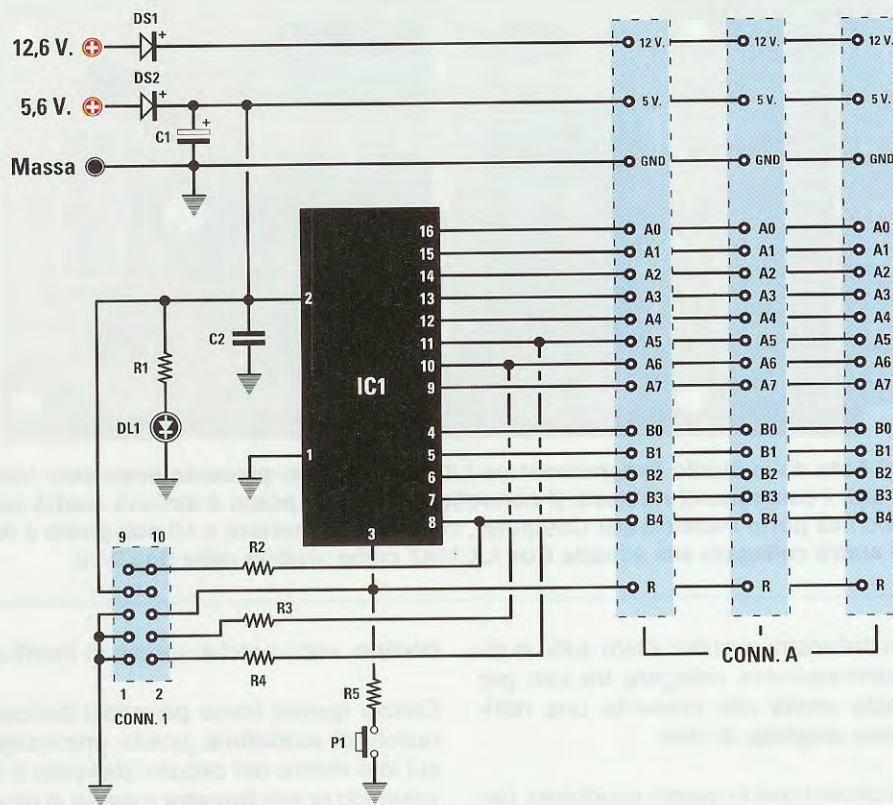 DS1
12,6 V.
DS2
5,6 V.
C1
Massa
12 V. 12 V. 12 V.
5 V. 5 V. 5 V.
GND GND GND
16 A0 A0 A0
15 A1 A1 A1
14 A2 A2 A2
13 A3 A3 A3
12 A4 A4 A4
11 A5 A5 A5
10 A6 A6 A6
9 A7 A7 A7
4 B0 B0 B0
5 B1 B1 B1
6 B2 B2 B2
7 B3 B3 B3
8 B4 B4 B4
R R R
2
C2
R1
IC1
DL1
1
3
9 10
R2
R3
R4
1 2
CONN. 1
R5
P1
CONN. A